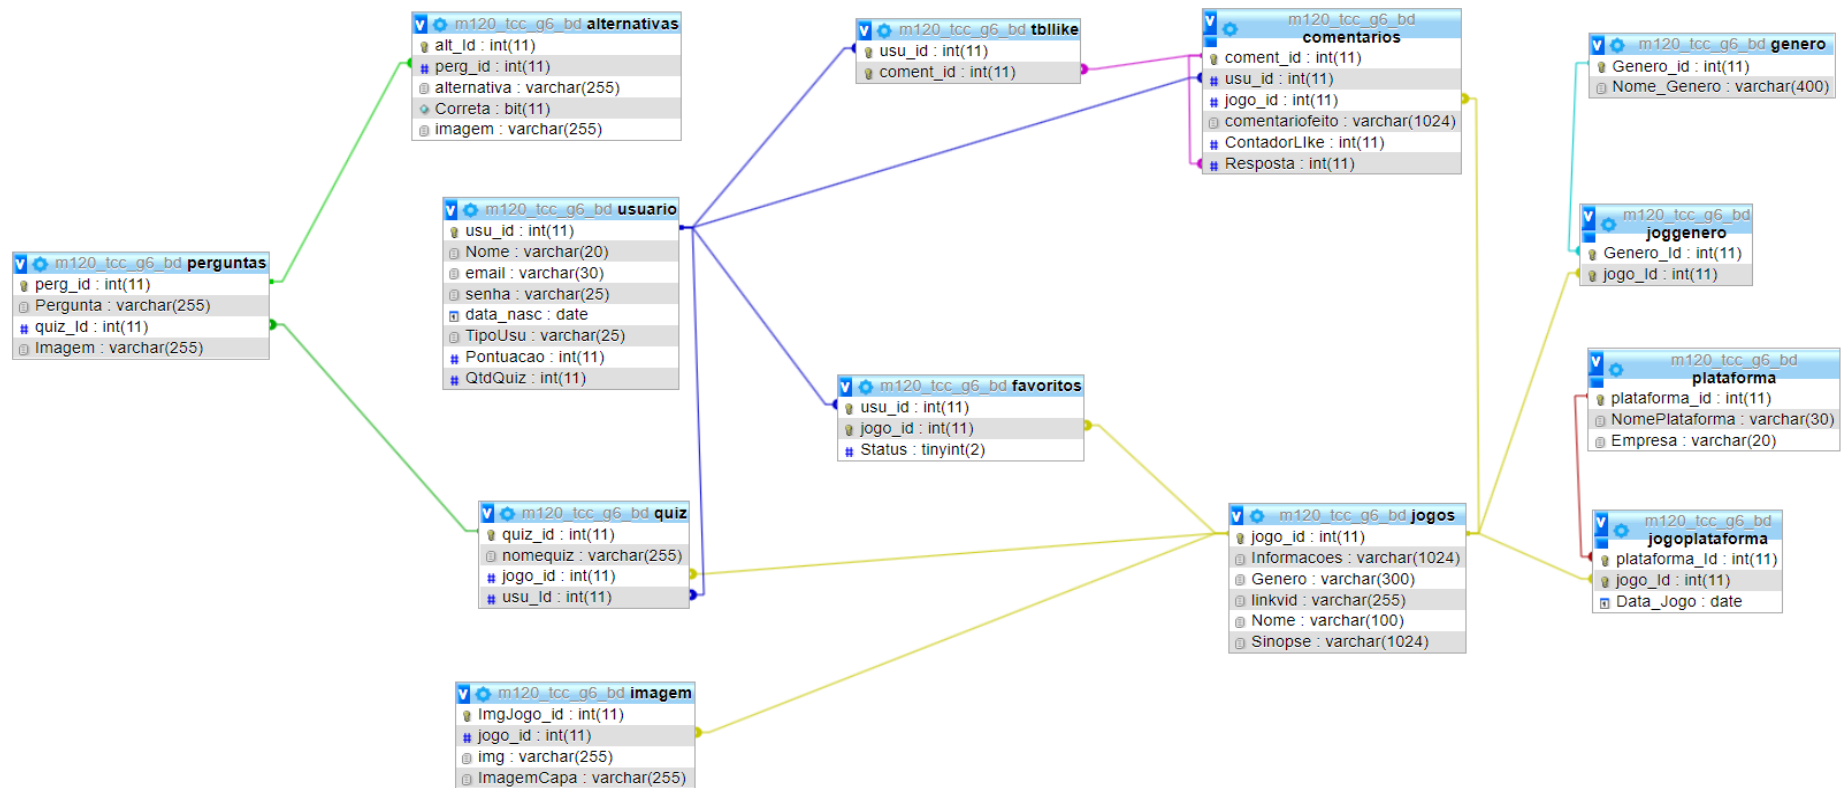 m120_tcc_g6_bd alternativas
alt_Id : int(11)
perg_id : int(11)
alternativa : varchar(255)
Correta : bit(11)
imagem : varchar(255)
m120_tcc_g6_bd tbllike
usu_id : int(11)
coment_id : int(11)
m120_tcc_g6_bd
comentarios
coment_id : int(11)
usu_id : int(11)
jogo_id : int(11)
comentariofeito : varchar(1024)
ContadorLIke : int(11)
Resposta : int(11)
m120_tcc_g6_bd genero
Genero_id : int(11)
Nome_Genero : varchar(400)
m120_tcc_g6_bd usuario
usu_id : int(11)
Nome : varchar(20)
email : varchar(30)
senha : varchar(25)
data_nasc : date
TipoUsu : varchar(25)
Pontuacao : int(11)
QtdQuiz : int(11)
m120_tcc_g6_bd
joggenero
Genero_Id : int(11)
jogo_Id : int(11)
m120_tcc_g6_bd perguntas
perg_id : int(11)
Pergunta : varchar(255)
quiz_Id : int(11)
Imagem : varchar(255)
m120_tcc_g6_bd
plataforma
plataforma_id : int(11)
NomePlataforma : varchar(30)
Empresa : varchar(20)
m120_tcc_g6_bd favoritos
usu_id : int(11)
jogo_id : int(11)
Status : tinyint(2)
m120_tcc_g6_bd quiz
quiz_id : int(11)
nomequiz : varchar(255)
jogo_id : int(11)
usu_Id : int(11)
m120_tcc_g6_bd jogos
jogo_id : int(11)
Informacoes : varchar(1024)
Genero : varchar(300)
linkvid : varchar(255)
Nome : varchar(100)
Sinopse : varchar(1024)
m120_tcc_g6_bd
jogoplataforma
plataforma_Id : int(11)
jogo_Id : int(11)
Data_Jogo : date
m120_tcc_g6_bd imagem
ImgJogo_id : int(11)
jogo_id : int(11)
img : varchar(255)
ImagemCapa : varchar(255)